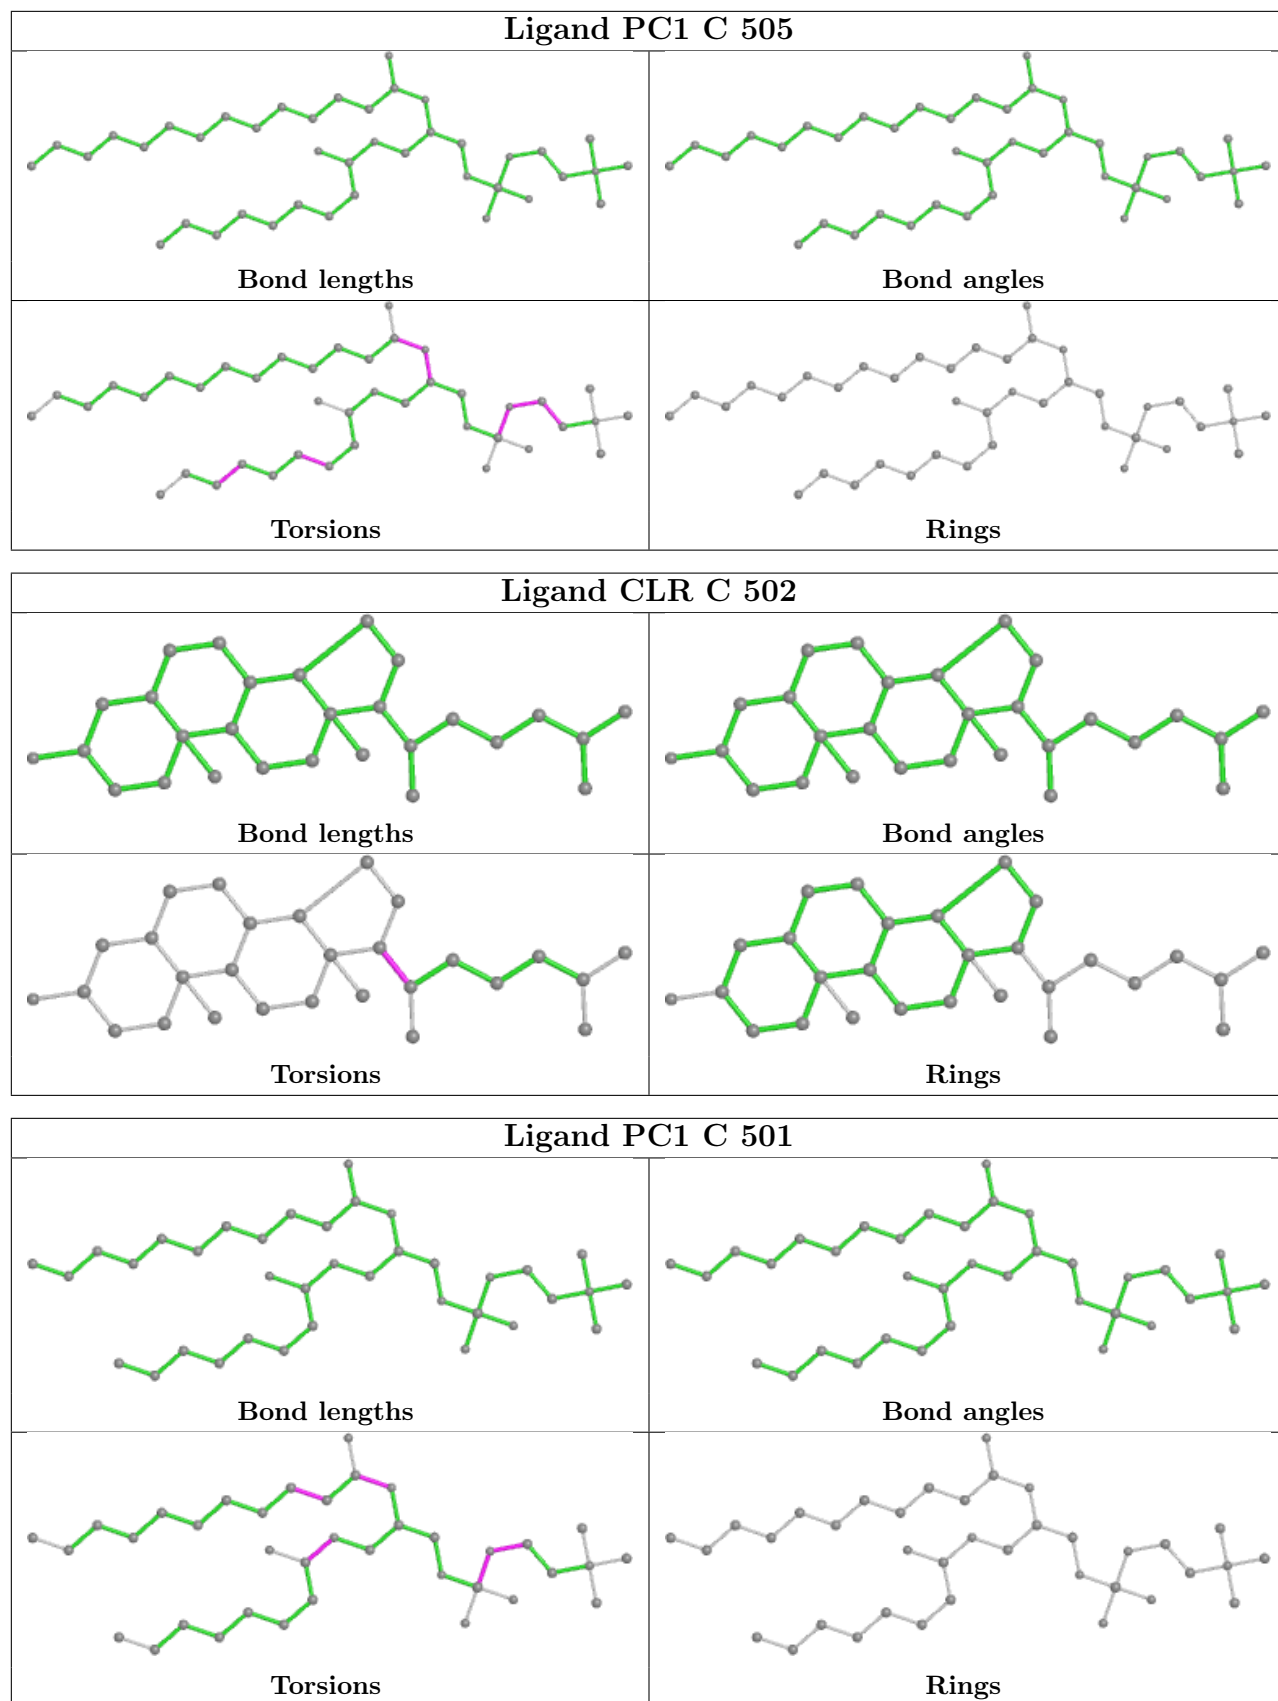 Ligand PC1 C 505
Bond lengths
Bond angles
Torsions
Rings
Ligand CLR C 502
Bond lengths
Bond angles
Torsions
Rings
Ligand PC1 C 501
Bond lengths
Bond angles
Torsions
Rings